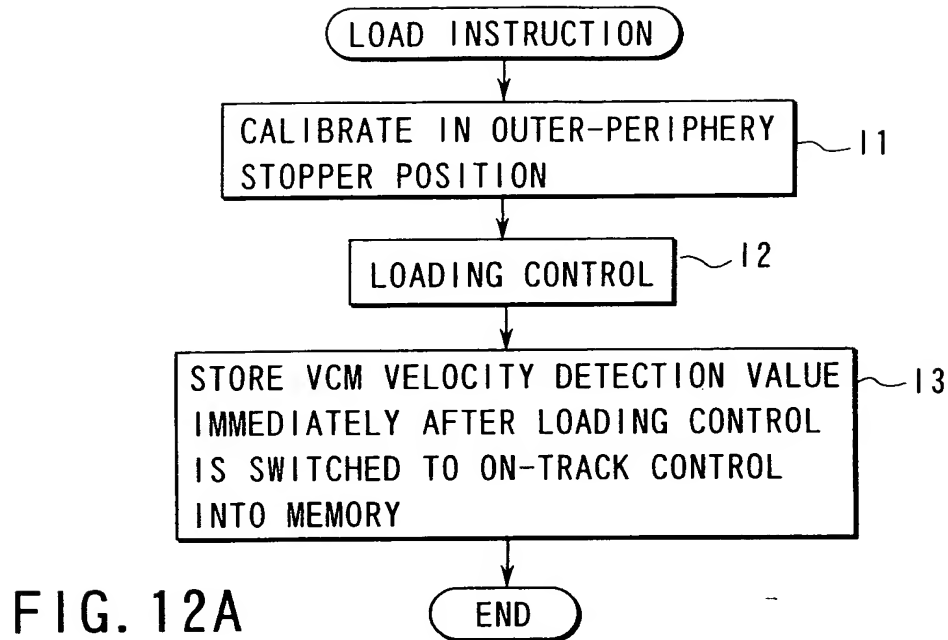 LOAD INSTRUCTION
CALIBRATE IN OUTER-PERIPHERY
STOPPER POSITION
11
LOADING CONTROL
12
STORE VCM VELOCITY DETECTION VALUE
IMMEDIATELY AFTER LOADING CONTROL
IS SWITCHED TO ON-TRACK CONTROL
INTO MEMORY
13
END
FIG. 12A